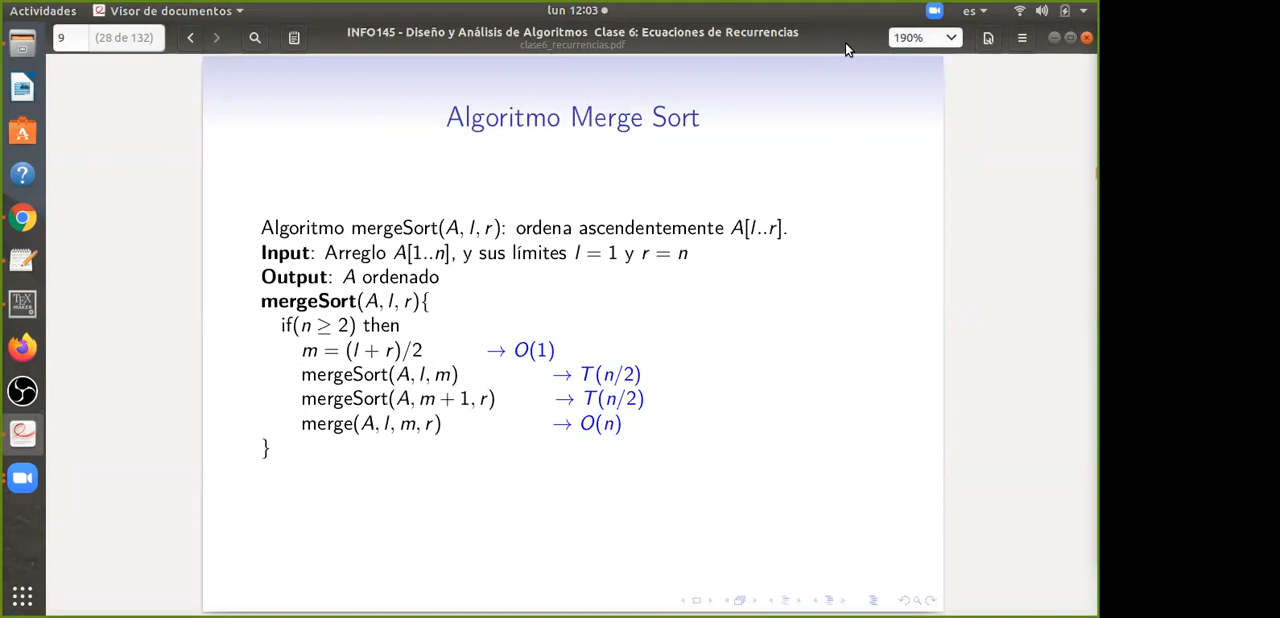 Actividades
Visor de documentos
lun 12:03
es
9
(28 de 132)
INFO145 - Diseño y Análisis de Algoritmos Clase 6: Ecuaciones de Recurrencias
clase6_recurrencias.pdf
190%
Algoritmo Merge Sort
Algoritmo mergeSort(A, l, r): ordena ascendentemente A[l..r].
Input: Arreglo A[1..n], y sus límites l = 1 y r = n
Output: A ordenado
mergeSort(A, l, r){
if(n ≥ 2) then
m = (l + r)/2 → O(1)
mergeSort(A, l, m) → T(n/2)
mergeSort(A, m + 1, r) → T(n/2)
merge(A, l, m, r) → O(n)
}